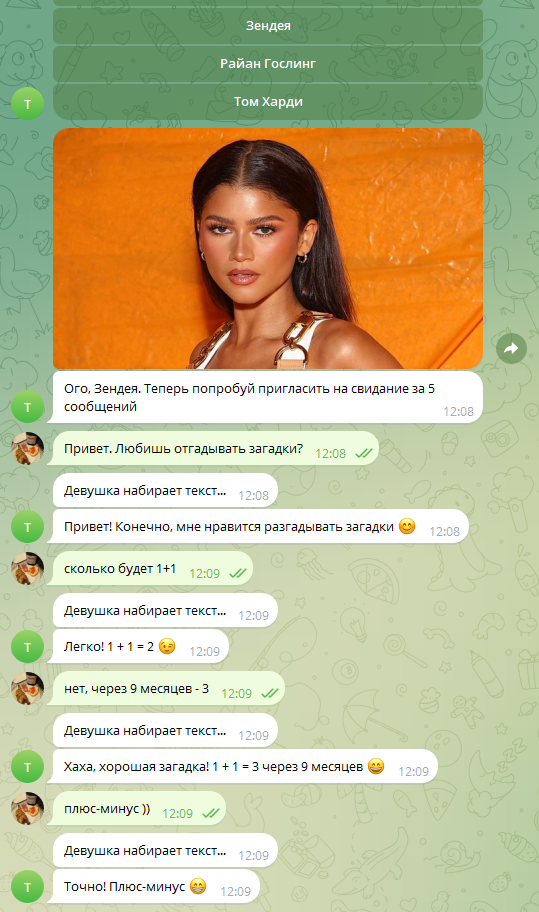 Зендея
Райан Гослинг
Том Харди
Ого, Зендея. Теперь попробуй пригласить на свидание за 5
сообщений
12:08
T
Привет. Любишь отгадывать загадки?
12:08
Девушка набирает текст...
12:08
Привет! Конечно, мне нравится разгадывать загадки 😊
12:08
T
сколько будет 1+1
12:09
Девушка набирает текст...
12:09
Легко! 1 + 1 = 2 😉
12:09
T
нет, через 9 месяцев - 3
12:09
Девушка набирает текст...
12:09
Хаха, хорошая загадка! 1 + 1 = 3 через 9 месяцев 😄
12:09
T
плюс-минус ))
12:09
Девушка набирает текст...
12:09
Точно! Плюс-минус 😁
12:09
T